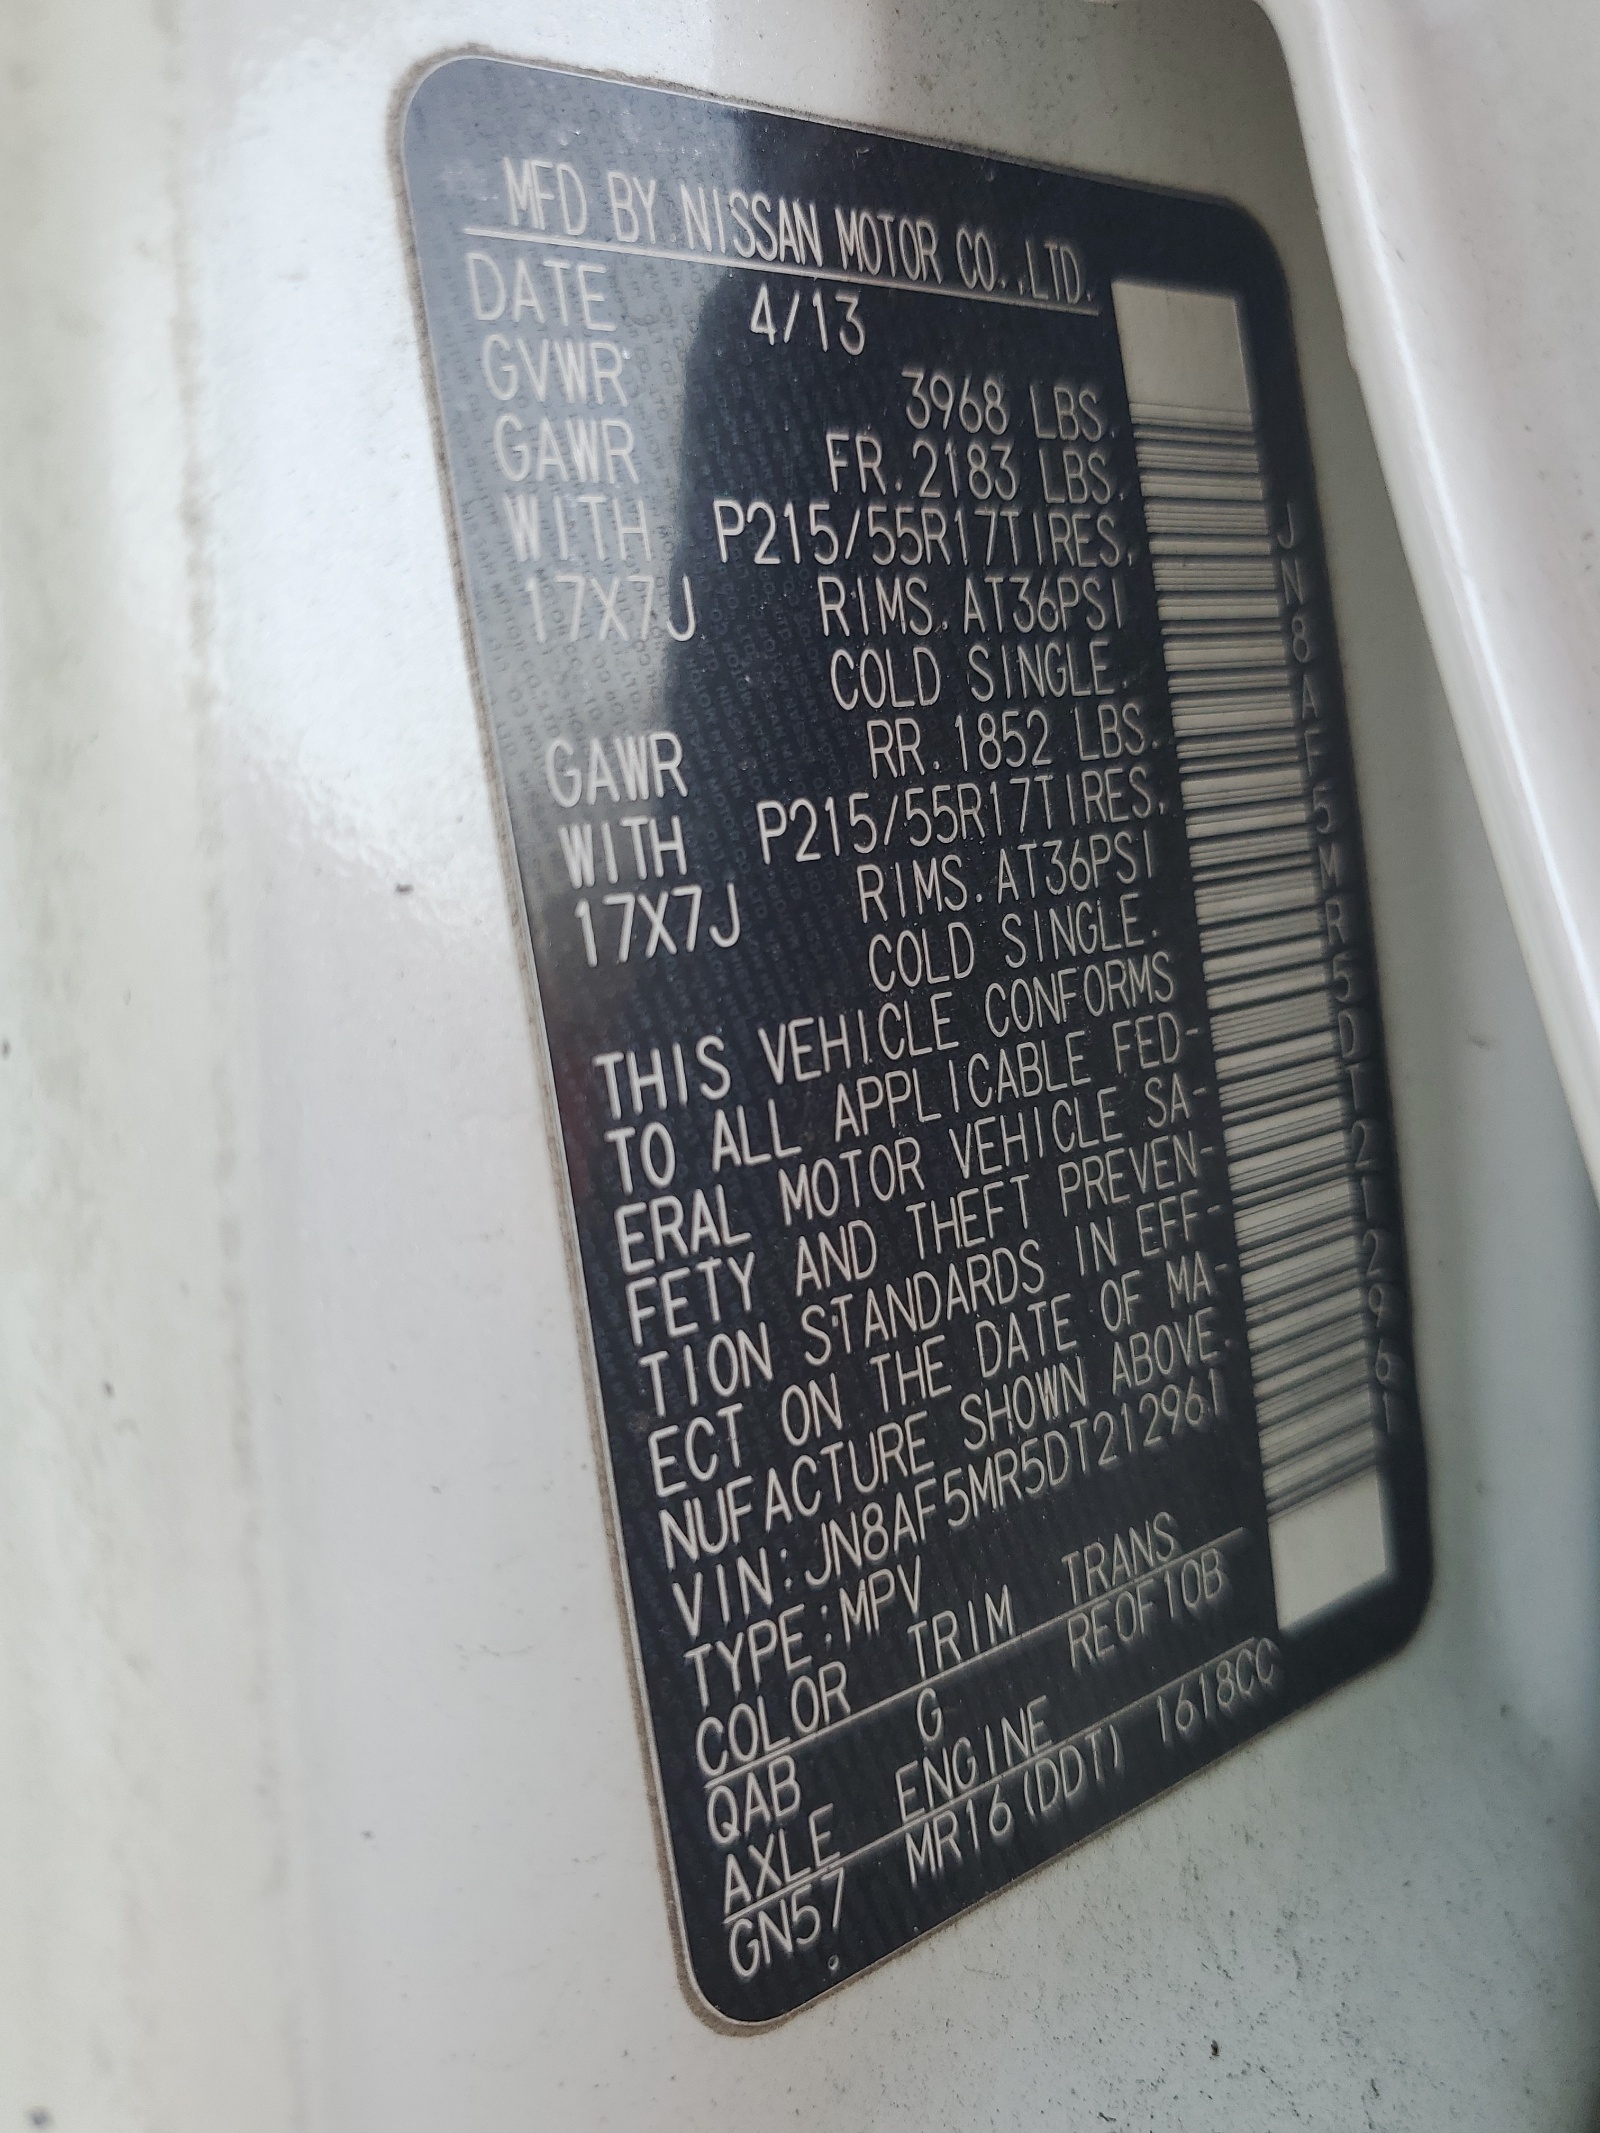 MFD BY NISSAN MOTOR CO.,LTD.
DATE 4/13
GVWR 3968 LBS.
GAWR FR. 2183 LBS.
WITH P215/55R17TIRES,
17X7J RIMS. AT36PSI
COLD SINGLE.
GAWR RR. 1852 LBS.
WITH P215/55R17TIRES,
17X7J RIMS. AT36PSI
COLD SINGLE.
THIS VEHICLE CONFORMS
TO ALL APPLICABLE FED-
ERAL MOTOR VEHICLE SA-
FETY AND THEFT PREVEN-
TION STANDARDS IN EFF-
ECT ON THE DATE OF MA-
NUFACTURE SHOWN ABOVE.
VIN:JN8AF5MR5DT212961
TYPE:MPV
COLOR TRIM TRANS
QAB G RE0F10B
AXLE ENGINE
GN57 MR16(DDT) 1618CC
JN8AF5MR5DT212961